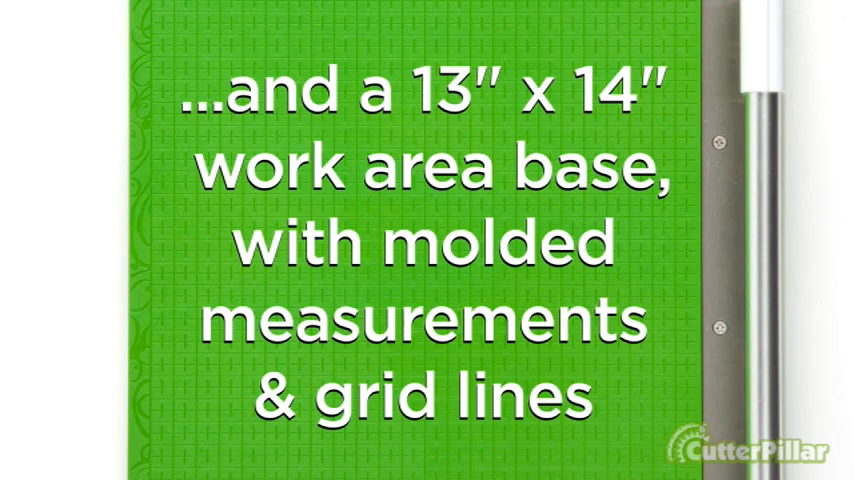 ...and a 13" x 14"
work area base,
with molded
measurements
& grid lines
CutterPillar